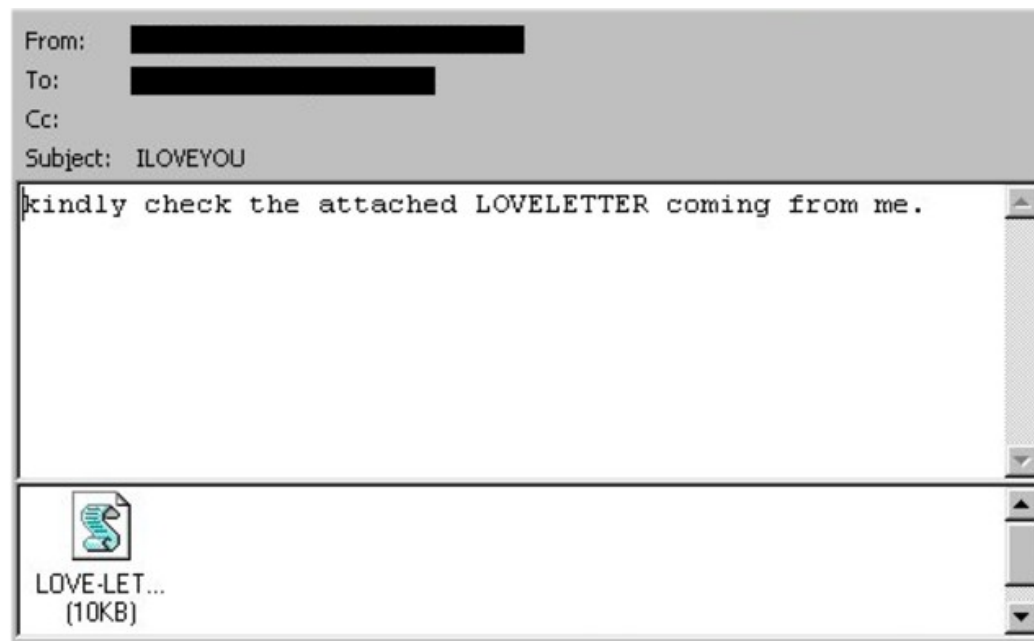 From:
To:
Cc:
Subject: ILOVEYOU
kindly check the attached LOVELETTER coming from me.
LOVE-LET...
(10KB)